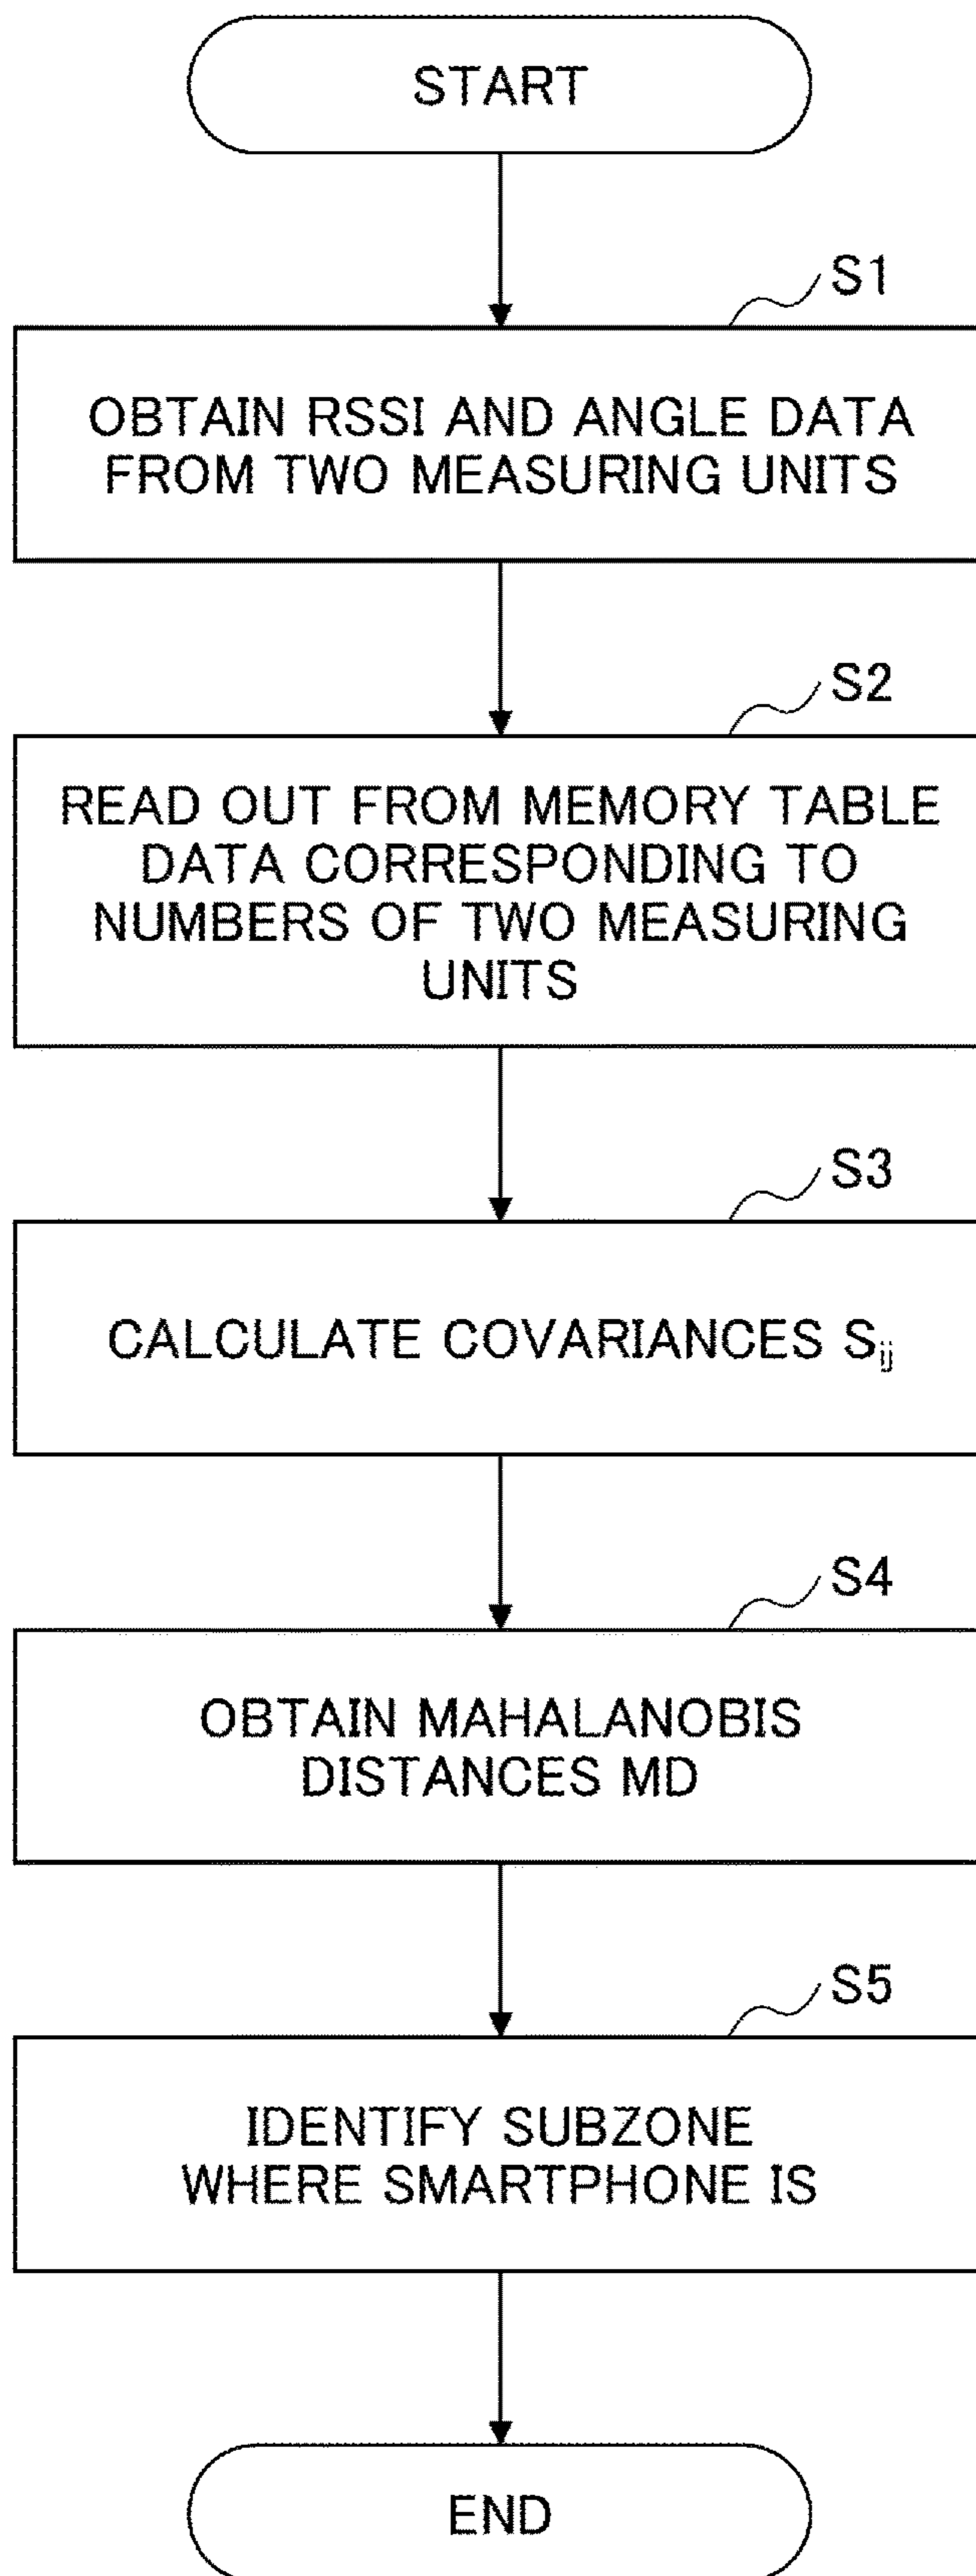 START
S1
OBTAIN RSSI AND ANGLE DATA
FROM TWO MEASURING UNITS
S2
READ OUT FROM MEMORY TABLE
DATA CORRESPONDING TO
NUMBERS OF TWO MEASURING
UNITS
S3
CALCULATE COVARIANCES Sij
S4
OBTAIN MAHALANOBIS
DISTANCES MD
S5
IDENTIFY SUBZONE
WHERE SMARTPHONE IS
END